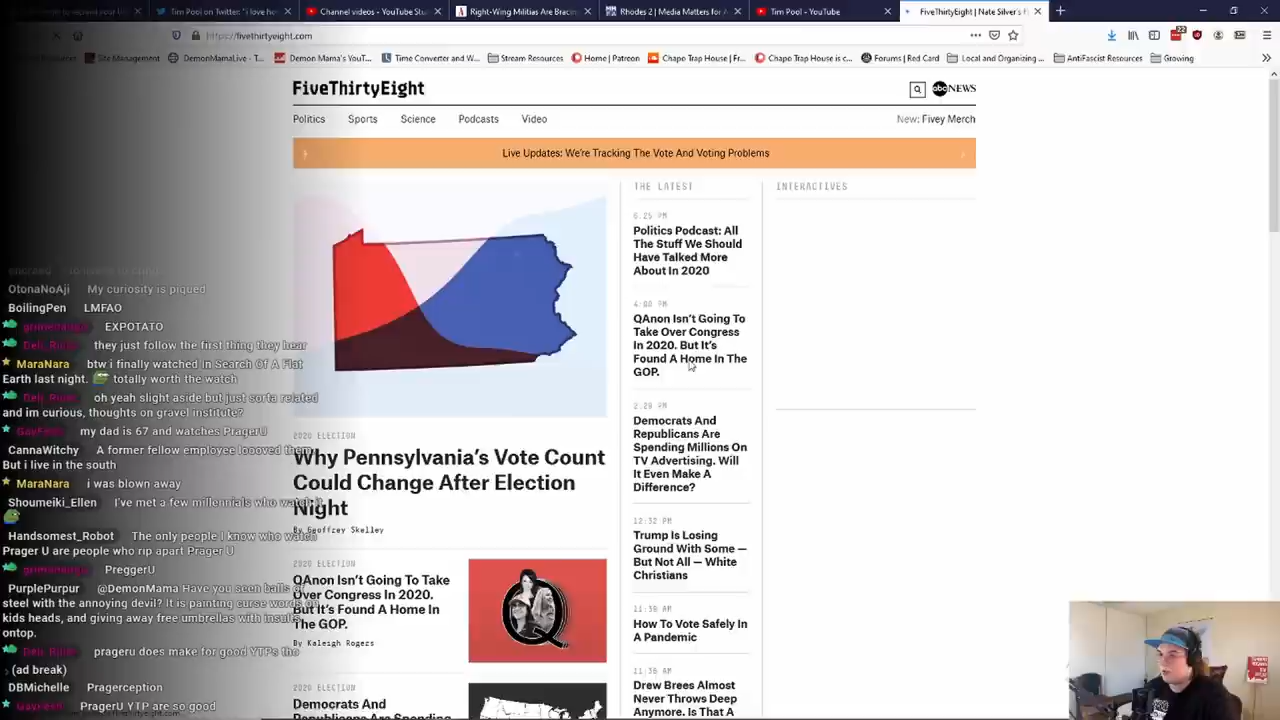 Tim Pool on Twitter: "I love he
Channel videos - YouTube Stu
Right-Wing Militias Are Bracin
Rhodes 2 | Media Matters for A
Tim Pool - YouTube
FiveThirtyEight | Nate Silver's F
https://fivethirtyeight.com
22
Site Management
DemonMamaLive - T...
Demon Mama's YouT...
Time Converter and W...
Stream Resources
Home | Patreon
Chapo Trap House | Fr...
Chapo Trap House is c...
Forums | Red Card
Local and Organizing ...
AntiFascist Resources
Growing
FiveThirtyEight
abc NEWS
Politics
Sports
Science
Podcasts
Video
New: Fivey Merch
Live Updates: We're Tracking The Vote And Voting Problems
2020 ELECTION
Why Pennsylvania's Vote Count
Could Change After Election
Night
By Geoffrey Skelley
2020 ELECTION
QAnon Isn't Going To Take
Over Congress In 2020.
But It's Found A Home In
The GOP.
By Kaleigh Rogers
2020 ELECTION
Democrats And
Republicans Are Spending
THE LATEST
6:25 PM
Politics Podcast: All
The Stuff We Should
Have Talked More
About In 2020
4:00 PM
QAnon Isn't Going To
Take Over Congress
In 2020. But It's
Found A Home In The
GOP.
2:20 PM
Democrats And
Republicans Are
Spending Millions On
TV Advertising. Will
It Even Make A
Difference?
12:32 PM
Trump Is Losing
Ground With Some —
But Not All — White
Christians
11:59 AM
How To Vote Safely In
A Pandemic
11:36 AM
Drew Brees Almost
Never Throws Deep
Anymore. Is That A
INTERACTIVES
OtonaNoAji My curiosity is piqued
BoilingPen LMFAO
EXPOTATO
they just follow the first thing they hear
MaraNara btw i finally watched In Search Of A Flat
Earth last night. totally worth the watch
oh yeah slight aside but just sorta related
and im curious, thoughts on gravel institute?
my dad is 67 and watches PragerU
CannaWitchy A former fellow employee loooved them.
But i live in the south
MaraNara i was blown away
Shoumeiki_Ellen I've met a few millennials who watch it
Handsomest_Robot The only people I know who watch
Prager U are people who rip apart Prager U
PreggerU
PurplePurpur @DemonMama Have you seen balls of
steel with the annoying devil? It is painting curse words on
kids heads, and giving away free umbrellas with insults
ontop.
prageru does make for good YTPs tho
(ad break)
DBMichelle Pragerception
PragerU YTP are so good